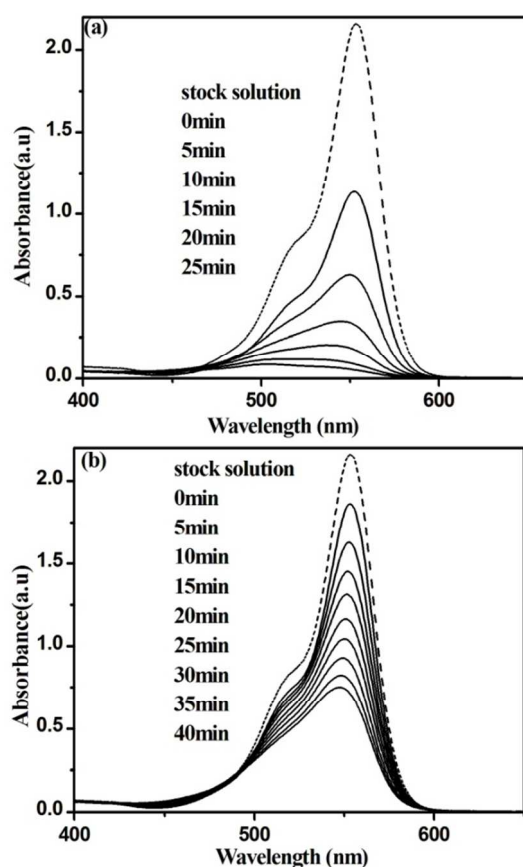 (a)
2.0
1.5
1.0
0.5
0.0
Absorbance(a.u)
stock solution
0min
5min
10min
15min
20min
25min
400
500
600
Wavelength (nm)
(b)
2.0
1.5
1.0
0.5
0.0
Absorbance(a.u)
stock solution
0min
5min
10min
15min
20min
25min
30min
35min
40min
400
500
600
Wavelength (nm)